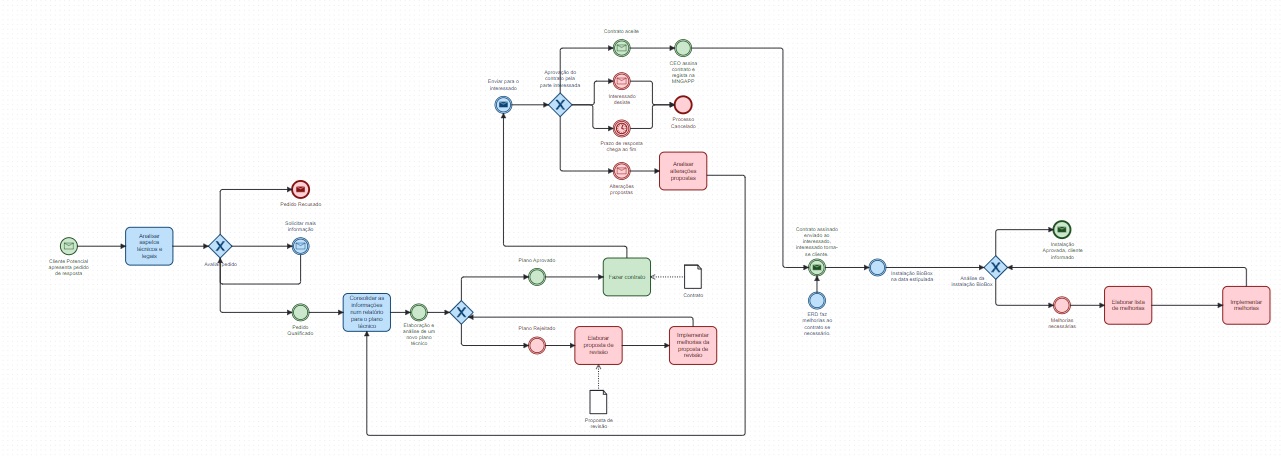 Contrato aceite
CEO assina
contrato e
regista na
MNGAPP
Aprovação do
contrato pela
parte interessada
Enviar para o
interessado
Interessado
desiste
Processo
Cancelado
Prazo de resposta
chega ao fim
Alterações
propostas
Analisar
alterações
propostas
Pedido Recusado
Solicitar mais
informação
Cliente Potencial
apresenta pedido
de resposta
Analisar
aspetos
técnicos e
legais
Pedido
Qualificado
Consolidar as
informações
num relatório
para o plano
técnico
Elaboração e
análise de um
novo plano
técnico
Plano Aprovado
Fazer contrato
Contrato
Plano Rejeitado
Elaborar
proposta de
revisão
Implementar
melhorias da
proposta de
revisão
Proposta de
revisão
Contrato assinado
enviado ao
interessado.
Interessado torna-
se cliente.
ERD faz
melhorias ao
contrato se
necessário.
Instalação BioBox
na data estipulada
Análise da
instalação BioBox
Instalação
Aprovada, cliente
informado
Melhorias
necessárias
Elaborar lista
de melhorias
Implementar
melhorias